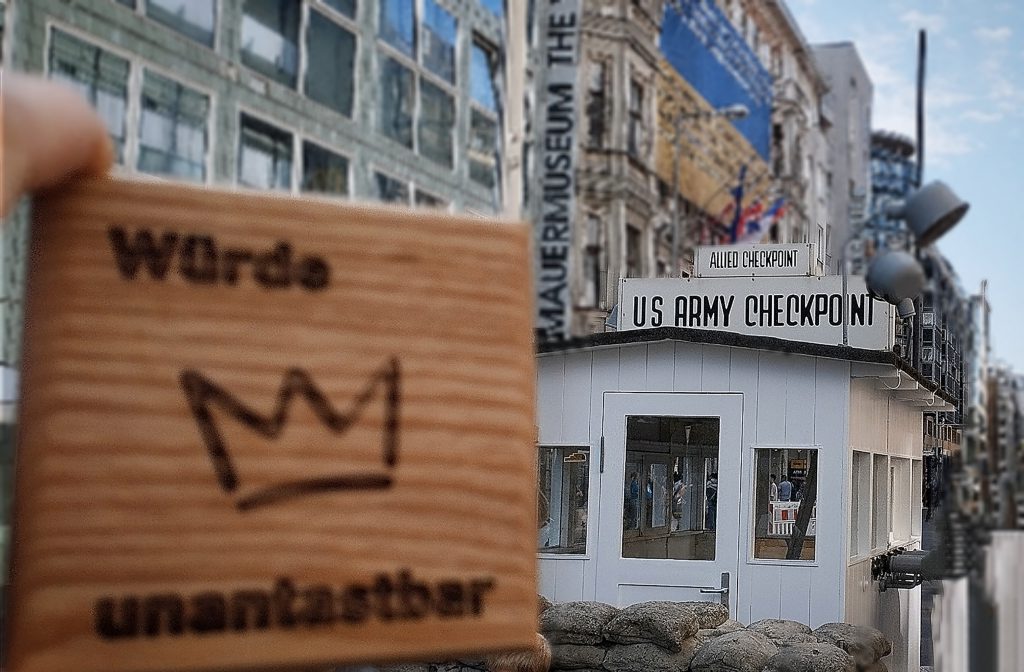 Würde
unantastbar
MAUERMUSEUM THE
ALLIED CHECKPOINT
US ARMY CHECKPOINT